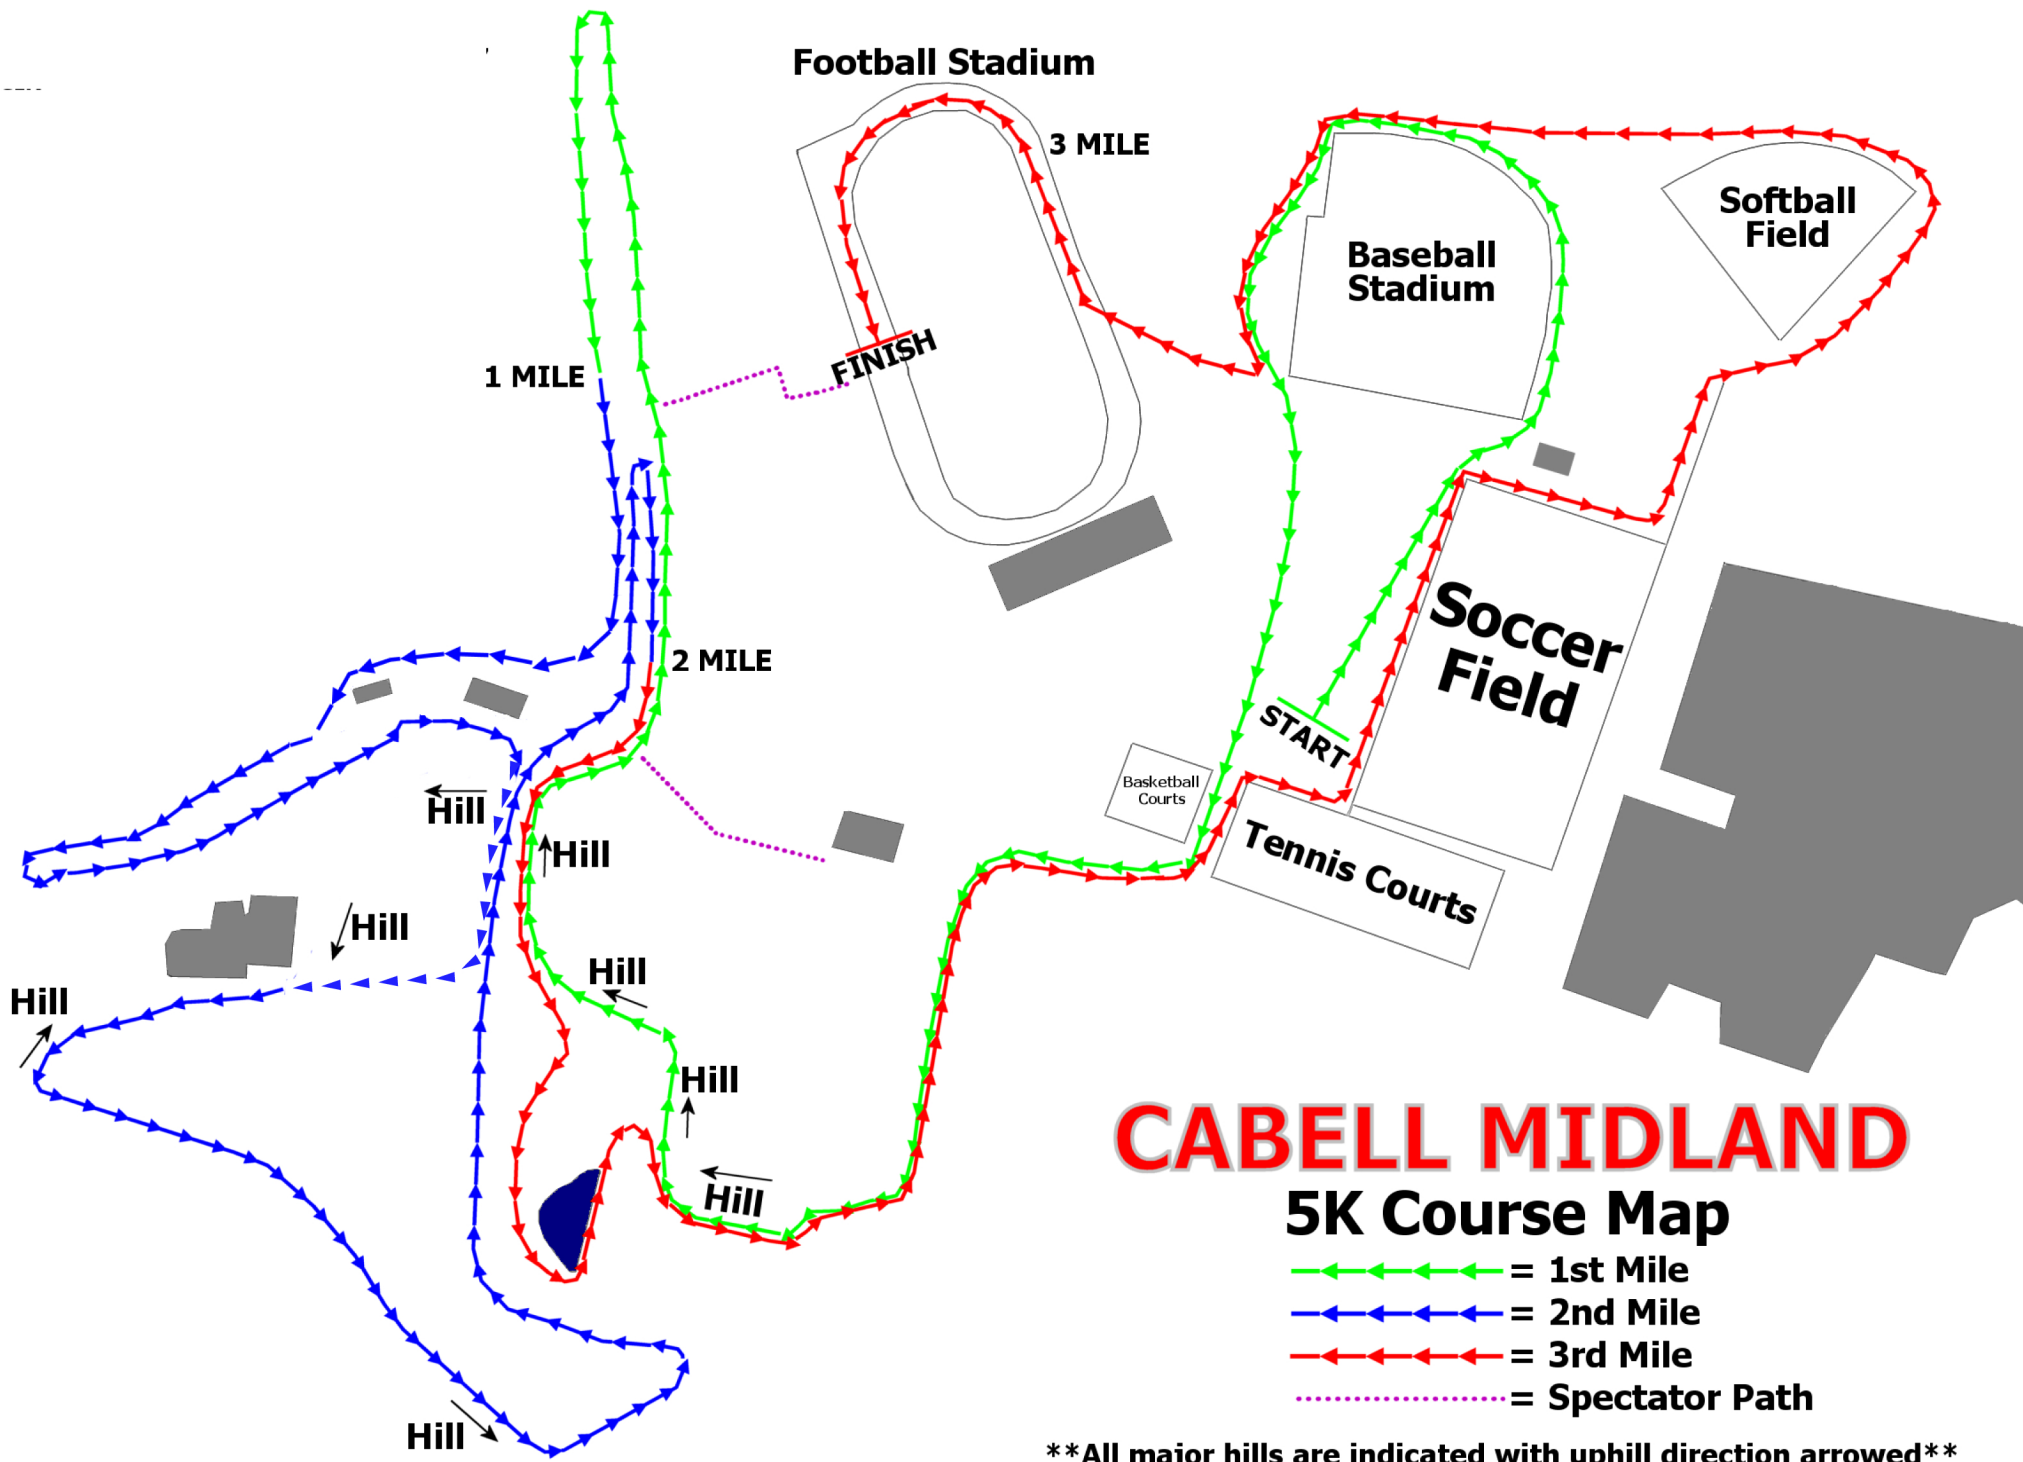 Football Stadium
3 MILE
Softball
Field
Baseball
Stadium
FINISH
1 MILE
Soccer
Field
2 MILE
START
Basketball
Courts
Hill
Tennis Courts
Hill
Hill
Hill
Hill
Hill
Hill
Hill
CABELL MIDLAND
5K Course Map
= 1st Mile
= 2nd Mile
= 3rd Mile
= Spectator Path
**All major hills are indicated with uphill direction arrowed**